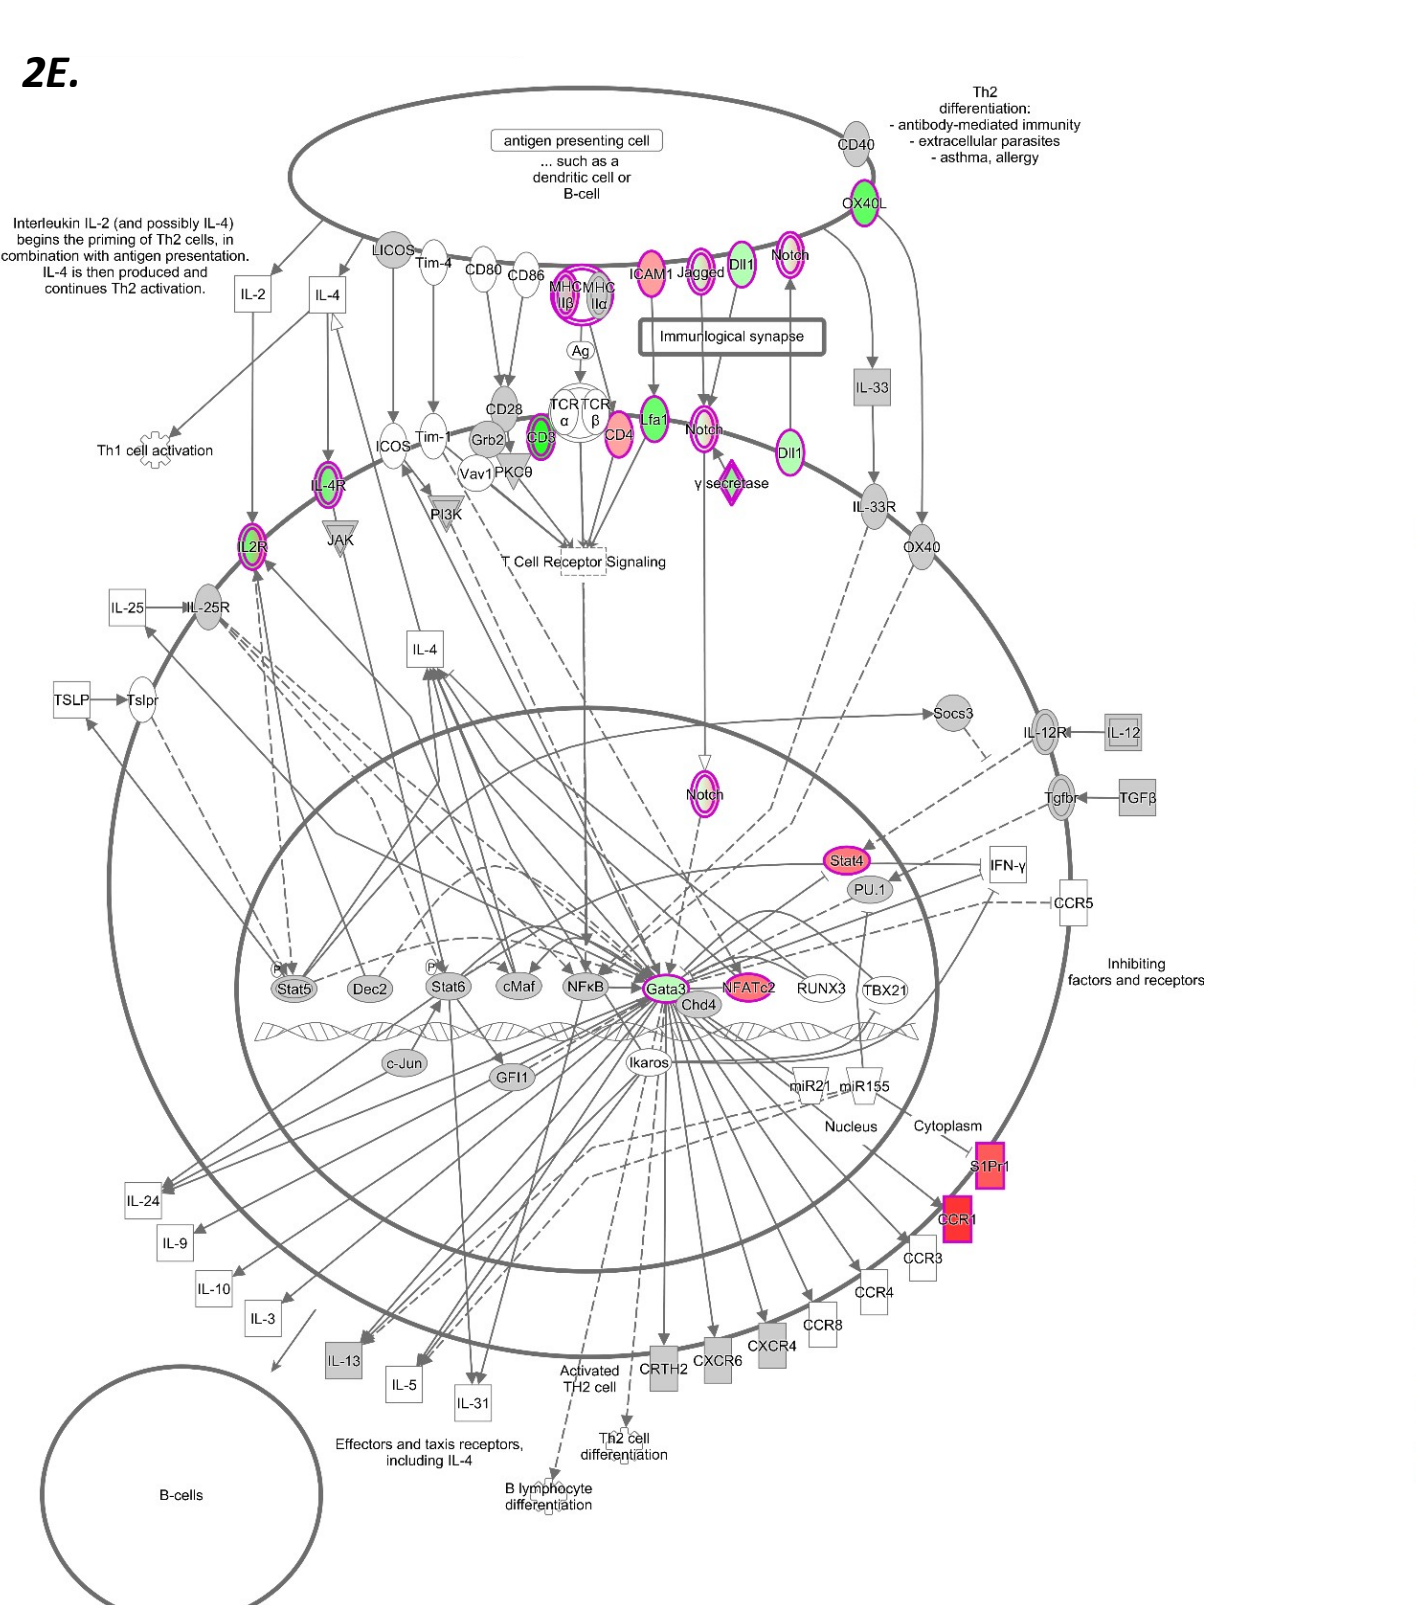 2E.
Th2
differentiation:
- antibody-mediated immunity
- extracellular parasites
- asthma, allergy
antigen presenting cell
... such as a
dendritic cell or
B-cell
CD40
OX40L
Interleukin IL-2 (and possibly IL-4)
begins the priming of Th2 cells, in
combination with antigen presentation.
IL-4 is then produced and
continues Th2 activation.
LICOS
Tim-4
CD80
CD86
MHC
IIβ
MHC
IIα
ICAM1
Jagged
Dll1
Notch
IL-2
IL-4
Immunlogical synapse
Ag
IL-33
CD28
TCR
α
TCR
β
Lfa1
Notch
Th1 cell activation
ICOS
Tim-1
Grb2
CD3
CD4
Dll1
Vav1
PKCθ
IL-4R
γ secretase
PI3K
IL-33R
JAK
IL2R
OX40
T Cell Receptor Signaling
IL-25
IL-25R
IL-4
TSLP
Tslpr
Socs3
IL-12R
IL-12
Notch
Tgfbr
TGFβ
Stat4
IFN-γ
PU.1
CCR5
P
P
Inhibiting
factors and receptors
Stat5
Dec2
Stat6
cMaf
NFκB
Gata3
Chd4
NFATc2
RUNX3
TBX21
c-Jun
GFI1
Ikaros
miR21
miR155
Nucleus
Cytoplasm
S1Pr1
IL-24
CCR1
IL-9
CCR3
IL-10
CCR4
IL-3
CCR8
IL-13
CXCR4
CXCR6
CRTH2
IL-5
Activated
TH2 cell
IL-31
Effectors and taxis receptors,
including IL-4
Th2 cell
differentiation
B lymphocyte
differentiation
B-cells